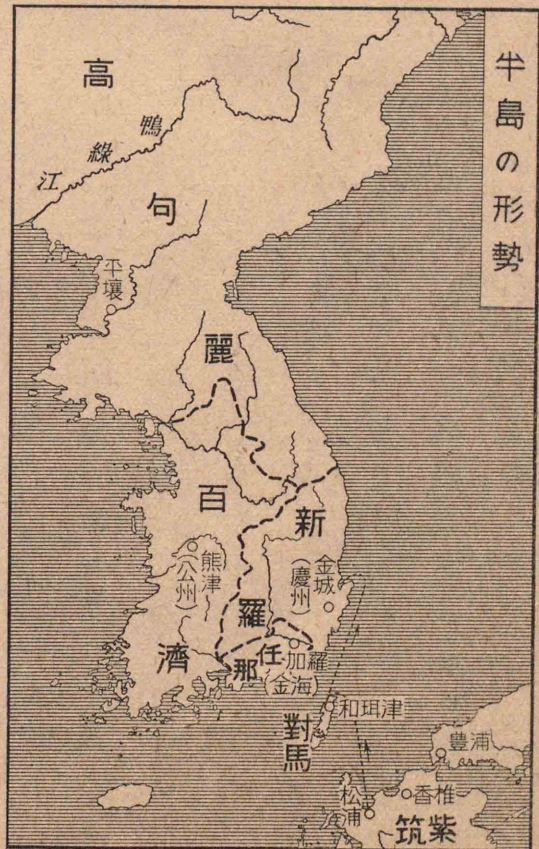 半島の形勢
高句麗
鴨綠江
平壤
百濟
熊津
(公州)
新羅
金城
(慶州)
任那
加羅
(金海)
對馬
和珥津
豊浦
香椎
松浦
筑紫